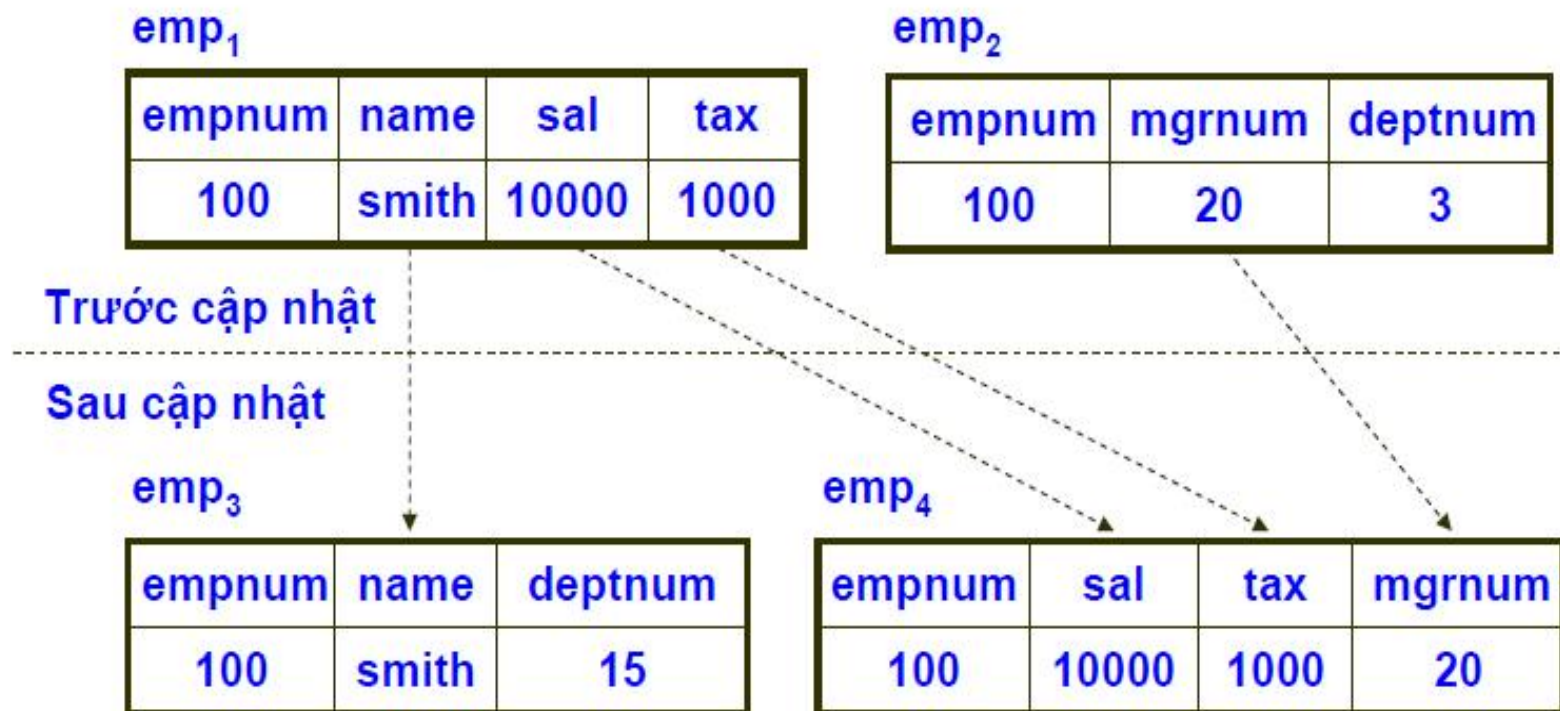 emp₁
emp₂
empnum name sal tax
100 smith 10000 1000
empnum mgrnum deptnum
100 20 3
Trước cập nhật
Sau cập nhật
emp₃
emp₄
empnum name deptnum
100 smith 15
empnum sal tax mgrnum
100 10000 1000 20